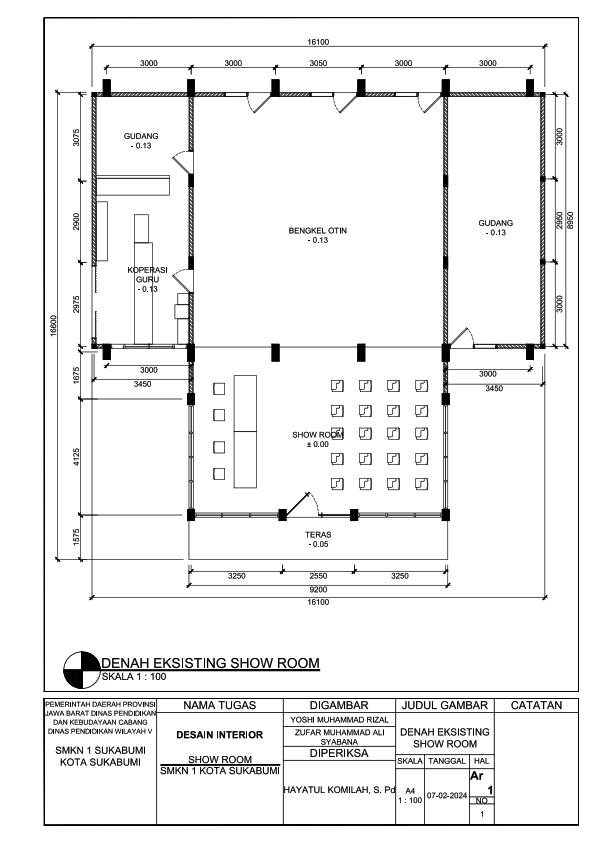 16100
3000 3000 3050 3000 3000
3075
2900
2975
16600
1675
4125
1575
3000
2950
3000
8950
GUDANG
- 0.13
BENGKEL OTIN
- 0.13
GUDANG
- 0.13
KOPERASI
GURU
- 0.13
3000
3450
3000
3450
SHOW ROOM
± 0.00
TERAS
- 0.05
3250 2550 3250
9200
16100
DENAH EKSISTING SHOW ROOM
SKALA 1 : 100
PEMERINTAH DAERAH PROVINSI
JAWA BARAT DINAS PENDIDIKAN
DAN KEBUDAYAAN CABANG
DINAS PENDIDIKAN WILAYAH V
SMKN 1 SUKABUMI
KOTA SUKABUMI
NAMA TUGAS
DESAIN INTERIOR
SHOW ROOM
SMKN 1 KOTA SUKABUMI
DIGAMBAR
YOSHI MUHAMMAD RIZAL
ZUFAR MUHAMMAD ALI
SYABANA
DIPERIKSA
HAYATUL KOMILAH, S. Pd
JUDUL GAMBAR
DENAH EKSISTING
SHOW ROOM
SKALA TANGGAL HAL
A4
1 : 100
07-02-2024
Ar
1
NO
1
CATATAN